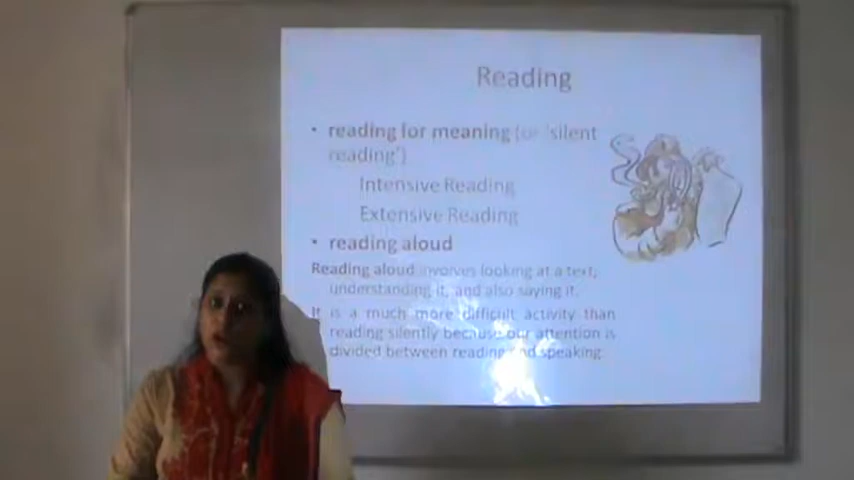 Reading
• reading for meaning (or 'silent
reading')
Intensive Reading
Extensive Reading
• reading aloud
Reading aloud involves looking at a text,
understanding it, and also saying it.
It is a much more difficult activity than
reading silently because our attention is
divided between reading and speaking